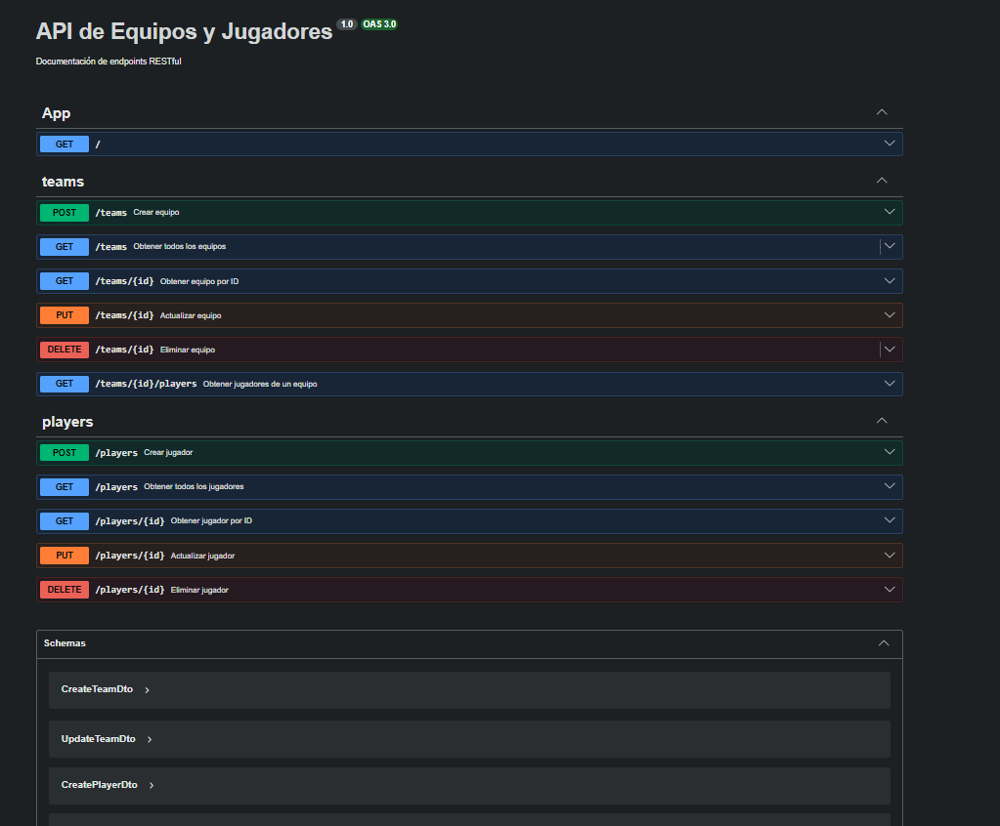 API de Equipos y Jugadores 1.0 OAS 3.0
Documentación de endpoints RESTful
App
GET /
teams
POST /teams Crear equipo
GET /teams Obtener todos los equipos
GET /teams/{id} Obtener equipo por ID
PUT /teams/{id} Actualizar equipo
DELETE /teams/{id} Eliminar equipo
GET /teams/{id}/players Obtener jugadores de un equipo
players
POST /players Crear jugador
GET /players Obtener todos los jugadores
GET /players/{id} Obtener jugador por ID
PUT /players/{id} Actualizar jugador
DELETE /players/{id} Eliminar jugador
Schemas
CreateTeamDto
UpdateTeamDto
CreatePlayerDto